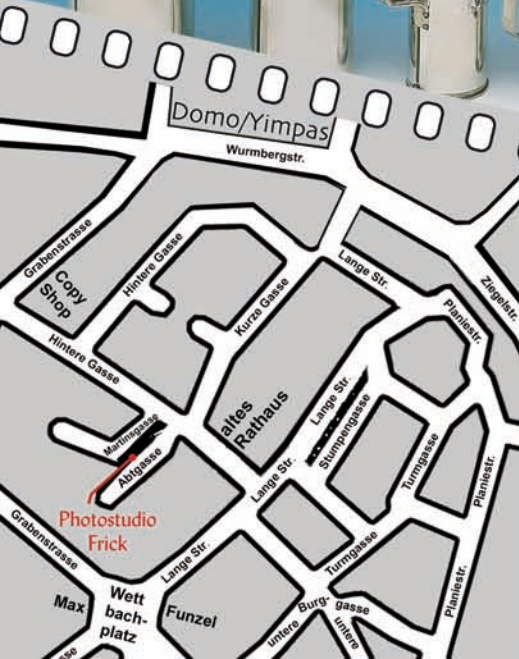 Domo/Yimpas
Wurmbergstr.
Grabenstrasse
Hintere Gasse
Copy
Shop
Kurze Gasse
Lange Str.
Ziegelstr.
Planiestr.
Hintere Gasse
altes
Rathaus
Lange Str.
Stumpengasse
Martinsgasse
Abtgasse
Turmgasse
Planiestr.
Lange Str.
Photostudio
Frick
Grabenstrasse
Lange Str.
Turmgasse
Planiestr.
Max
Wett
bach-
platz
Funzel
Burg-
gasse
untere
untere
sse